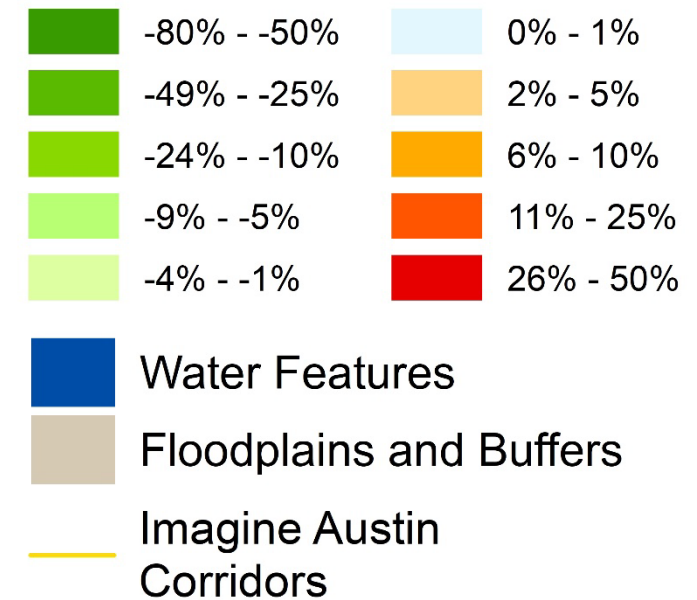 -80% - -50%
-49% - -25%
-24% - -10%
-9% - -5%
-4% - -1%
0% - 1%
2% - 5%
6% - 10%
11% - 25%
26% - 50%
Water Features
Floodplains and Buffers
Imagine Austin
Corridors